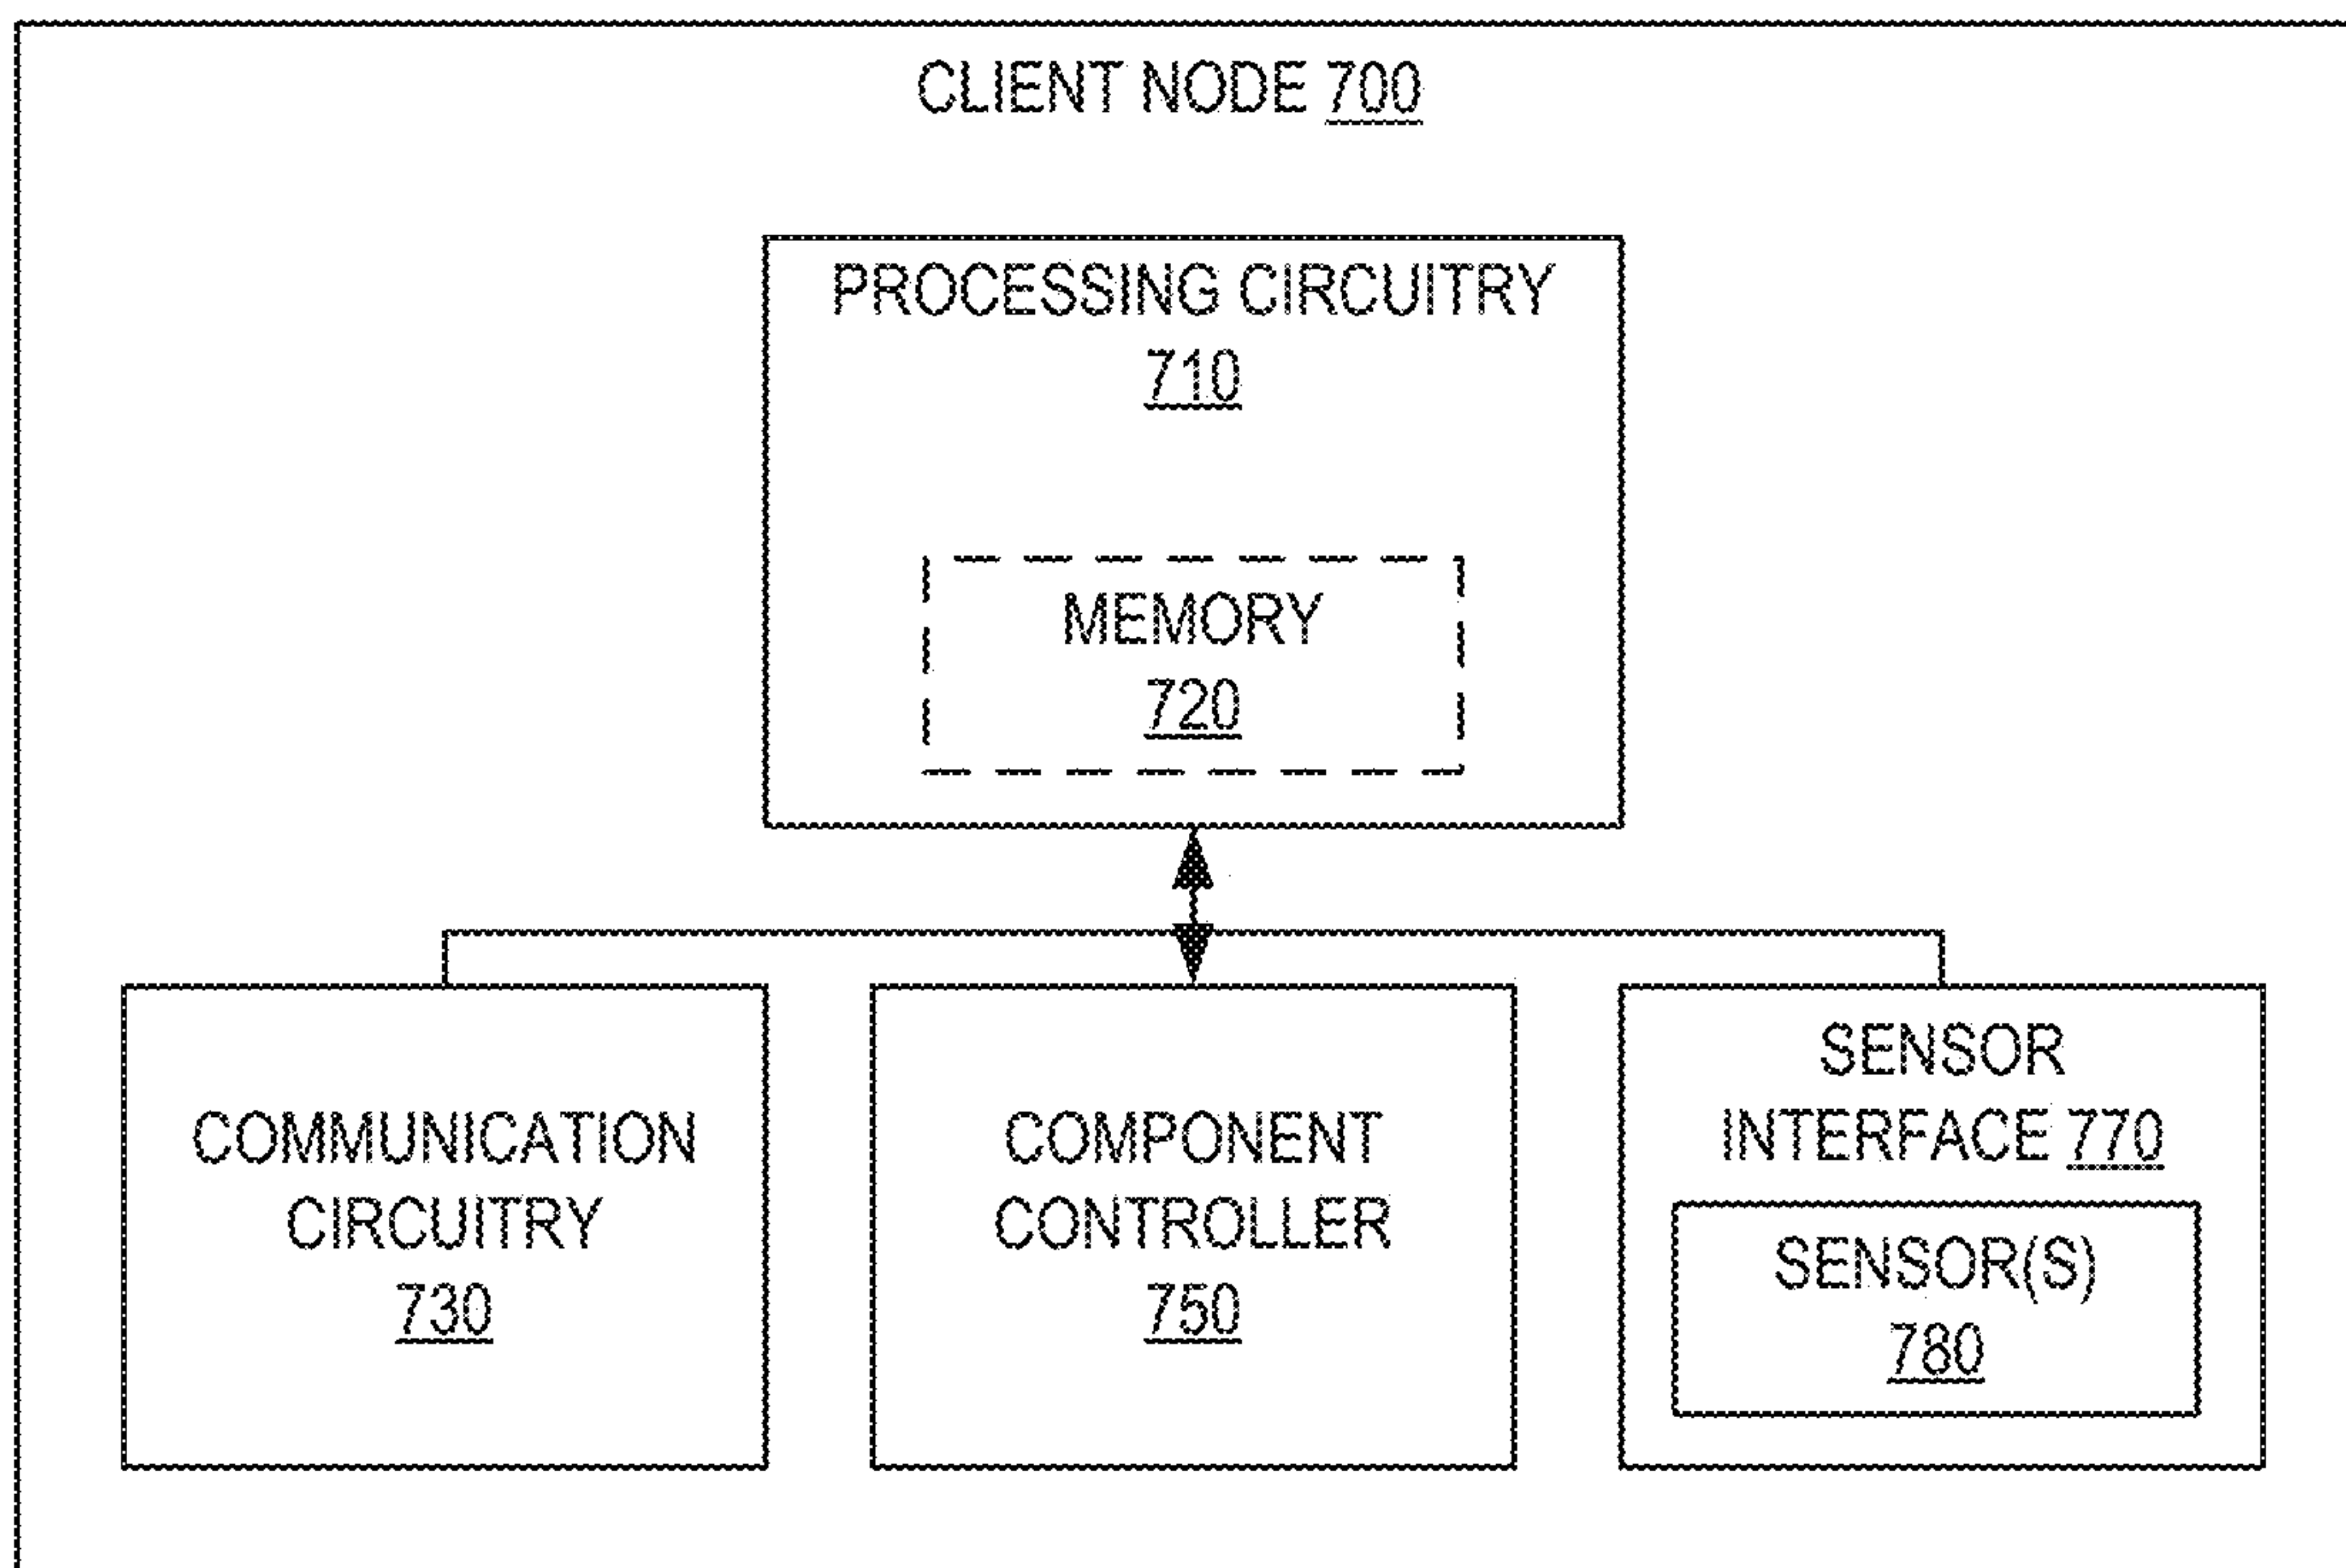 CLIENT NODE 700
PROCESSING CIRCUITRY
710
MEMORY
720
COMMUNICATION
CIRCUITRY
730
COMPONENT
CONTROLLER
750
SENSOR
INTERFACE 770
SENSOR(S)
780